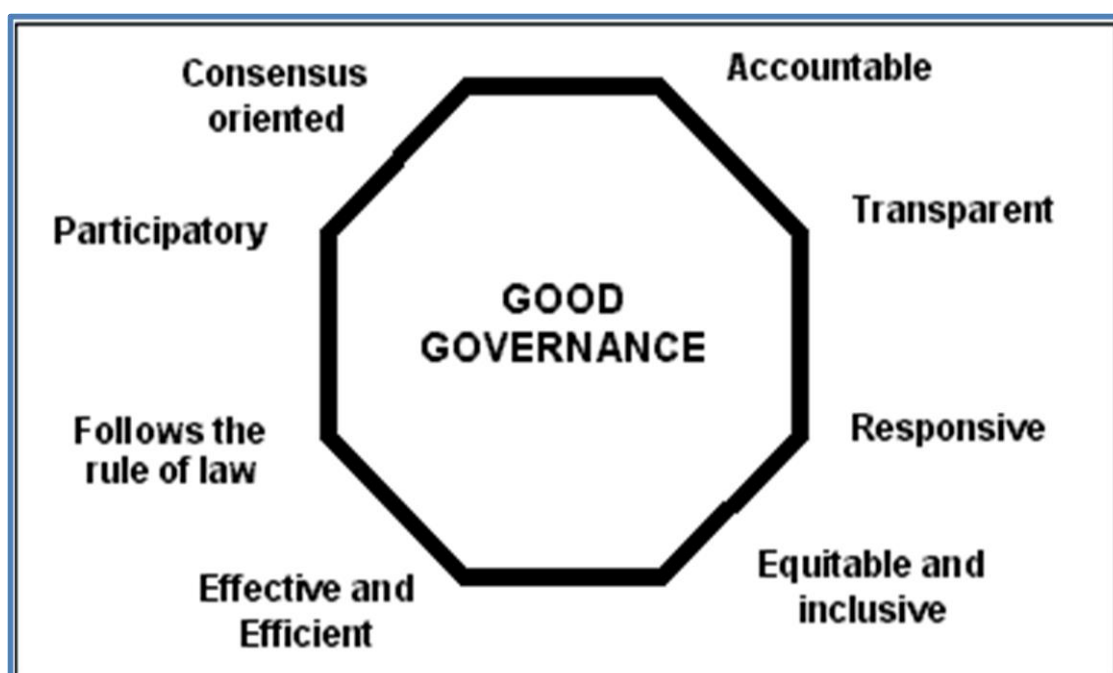 Consensus
oriented
Accountable
Participatory
Transparent
GOOD
GOVERNANCE
Follows the
rule of law
Responsive
Effective and
Efficient
Equitable and
inclusive